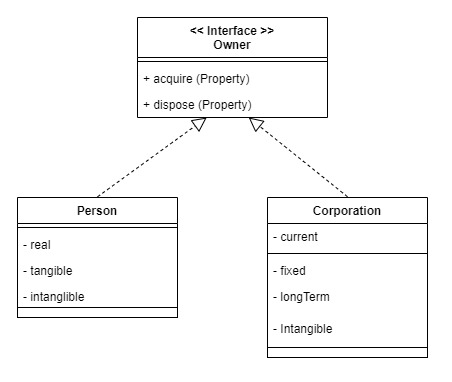 << Interface >>
Owner
+ acquire (Property)
+ dispose (Property)
Person
- real
- tangible
- intanglible
Corporation
- current
- fixed
- longTerm
- Intangible